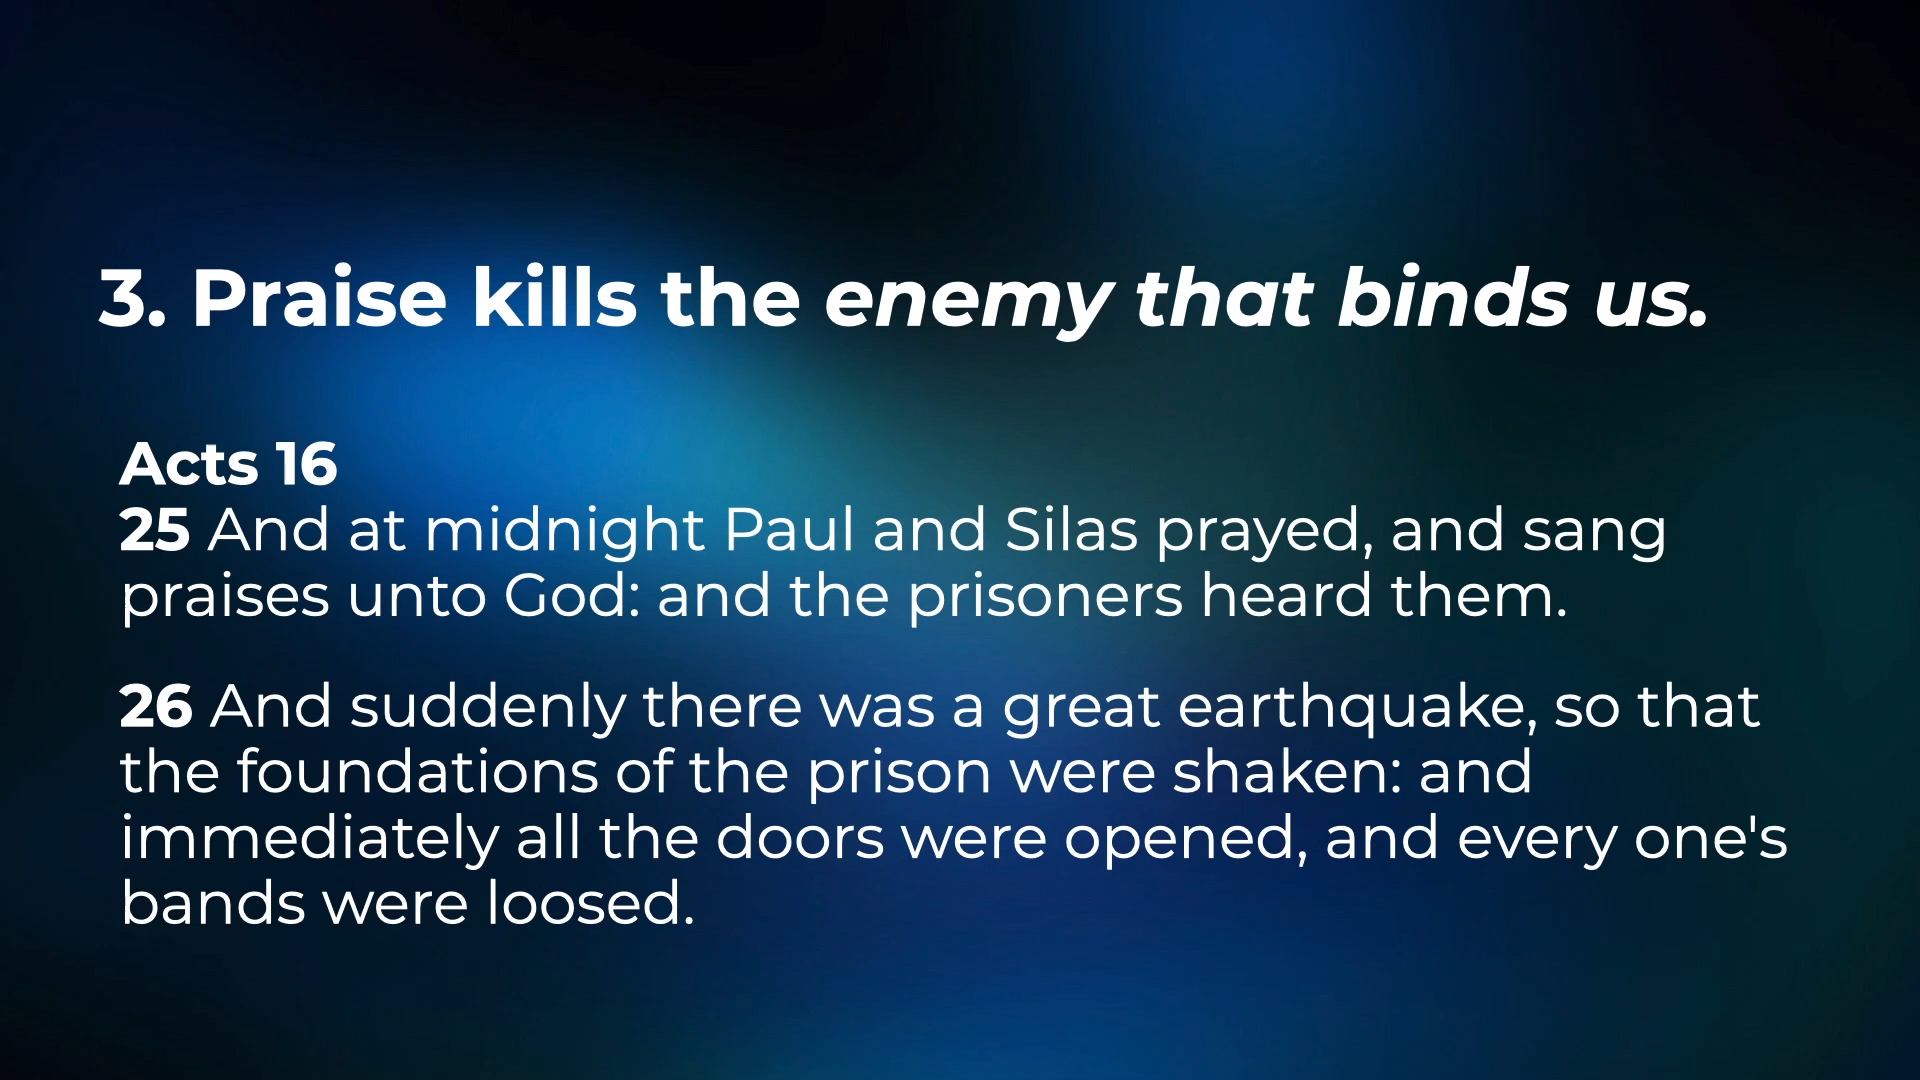 3. Praise kills the enemy that binds us.
Acts 16
25 And at midnight Paul and Silas prayed, and sang
praises unto God: and the prisoners heard them.
26 And suddenly there was a great earthquake, so that
the foundations of the prison were shaken: and
immediately all the doors were opened, and every one's
bands were loosed.